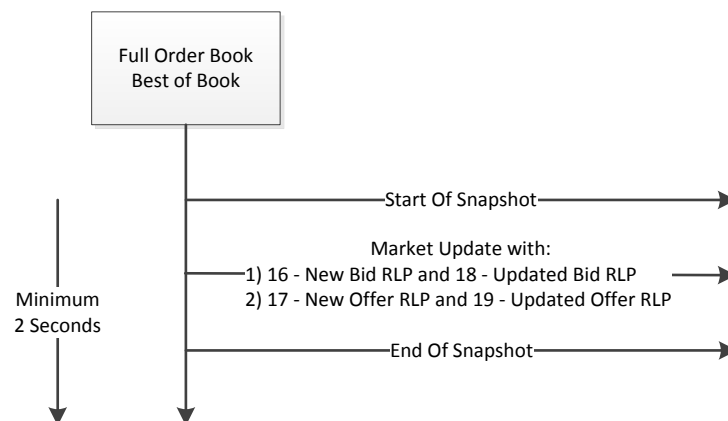 Full Order Book
Best of Book
Start Of Snapshot
Market Update with:
1) 16 - New Bid RLP and 18 - Updated Bid RLP
2) 17 - New Offer RLP and 19 - Updated Offer RLP
Minimum
2 Seconds
End Of Snapshot